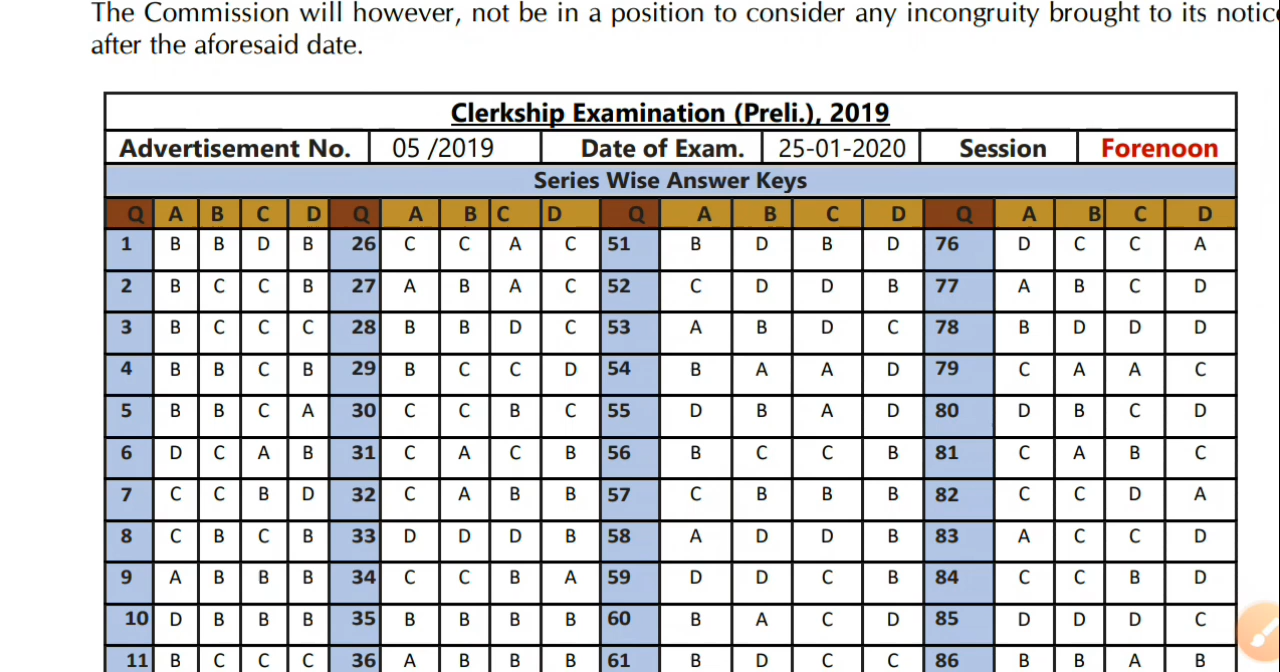 The Commission will however, not be in a position to consider any incongruity brought to its notic
after the aforesaid date.
Clerkship Examination (Preli.), 2019
Advertisement No. 05 /2019 Date of Exam. 25-01-2020 Session Forenoon
Series Wise Answer Keys
Q A B C D Q A B C D Q A B C D Q A B C D
1 B B D B 26 C C A C 51 B D B D 76 D C C A
2 B C C B 27 A B A C 52 C D D B 77 A B C D
3 B C C C 28 B B D C 53 A B D C 78 B D D D
4 B B C B 29 B C C D 54 B A A D 79 C A A C
5 B B C A 30 C C B C 55 D B A D 80 D B C D
6 D C A B 31 C A C B 56 B C C B 81 C A B C
7 C C B D 32 C A B B 57 C B B B 82 C C D A
8 C B C B 33 D D D B 58 A D D B 83 A C C D
9 A B B B 34 C C B A 59 D D C B 84 C C B D
10 D B B B 35 B B B B 60 B A C D 85 D D D C
11 B C C C 36 A B B B 61 B D C C 86 B B A B